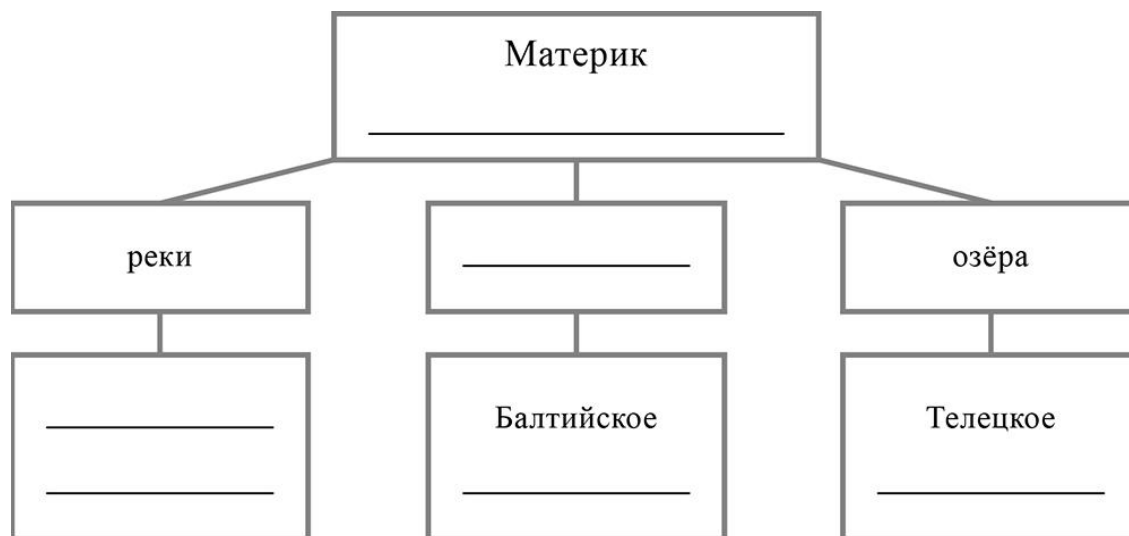 Материк
реки
озёра
Балтийское
Телецкое